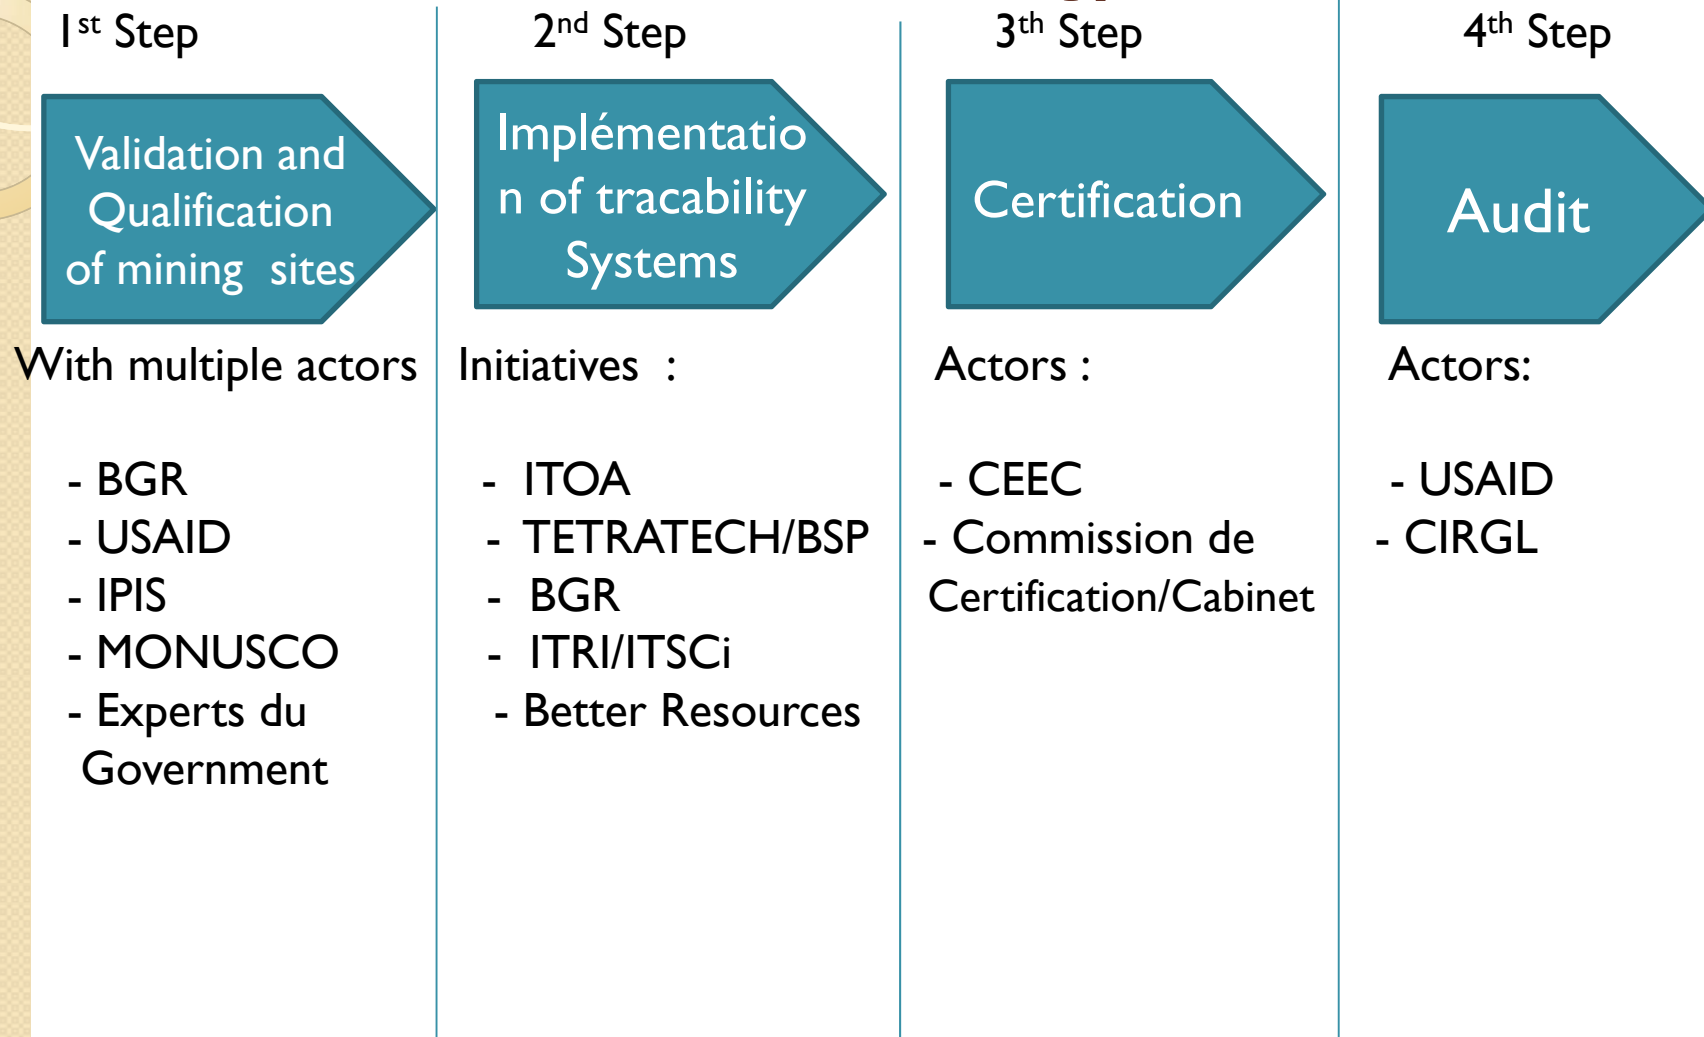 1st Step
Validation and
Qualification
of mining sites
With multiple actors
- BGR
- USAID
- IPIS
- MONUSCO
- Experts du
Government
2nd Step
Implémentatio
n of tracability
Systems
Initiatives :
- ITOA
- TETRATECH/BSP
- BGR
- ITRI/ITSCi
- Better Resources
3th Step
Certification
Actors :
- CEEC
- Commission de
Certification/Cabinet
4th Step
Audit
Actors:
- USAID
- CIRGL